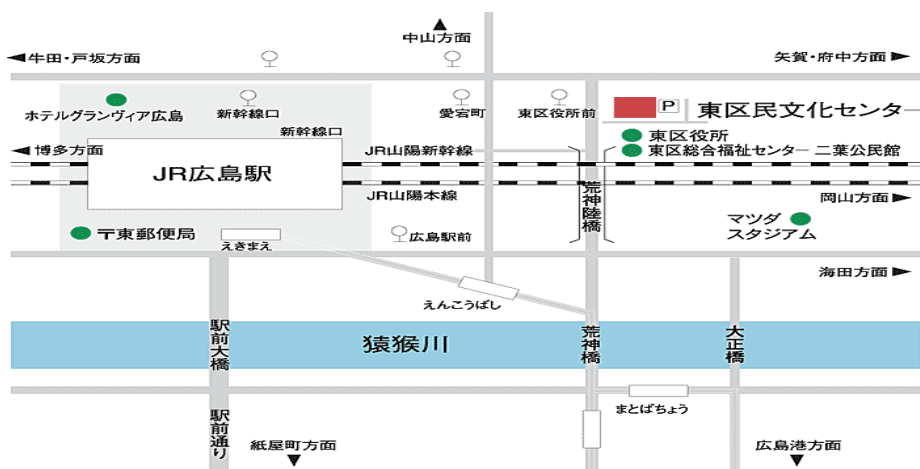 中山方面
牛田・戸坂方面
矢賀・府中方面
ホテルグランヴィア広島
新幹線口
愛宕町
東区役所前
P
東区民文化センター
新幹線口
東区役所
博多方面
JR山陽新幹線
東区総合福祉センター 二葉公民館
JR広島駅
JR山陽本線
荒神陸橋
岡山方面
マツダ
スタジアム
〒東郵便局
えきまえ
広島駅前
海田方面
えんこうばし
駅前大橋
猿猴川
荒神橋
大正橋
まとばちょう
駅前通り
紙屋町方面
広島港方面